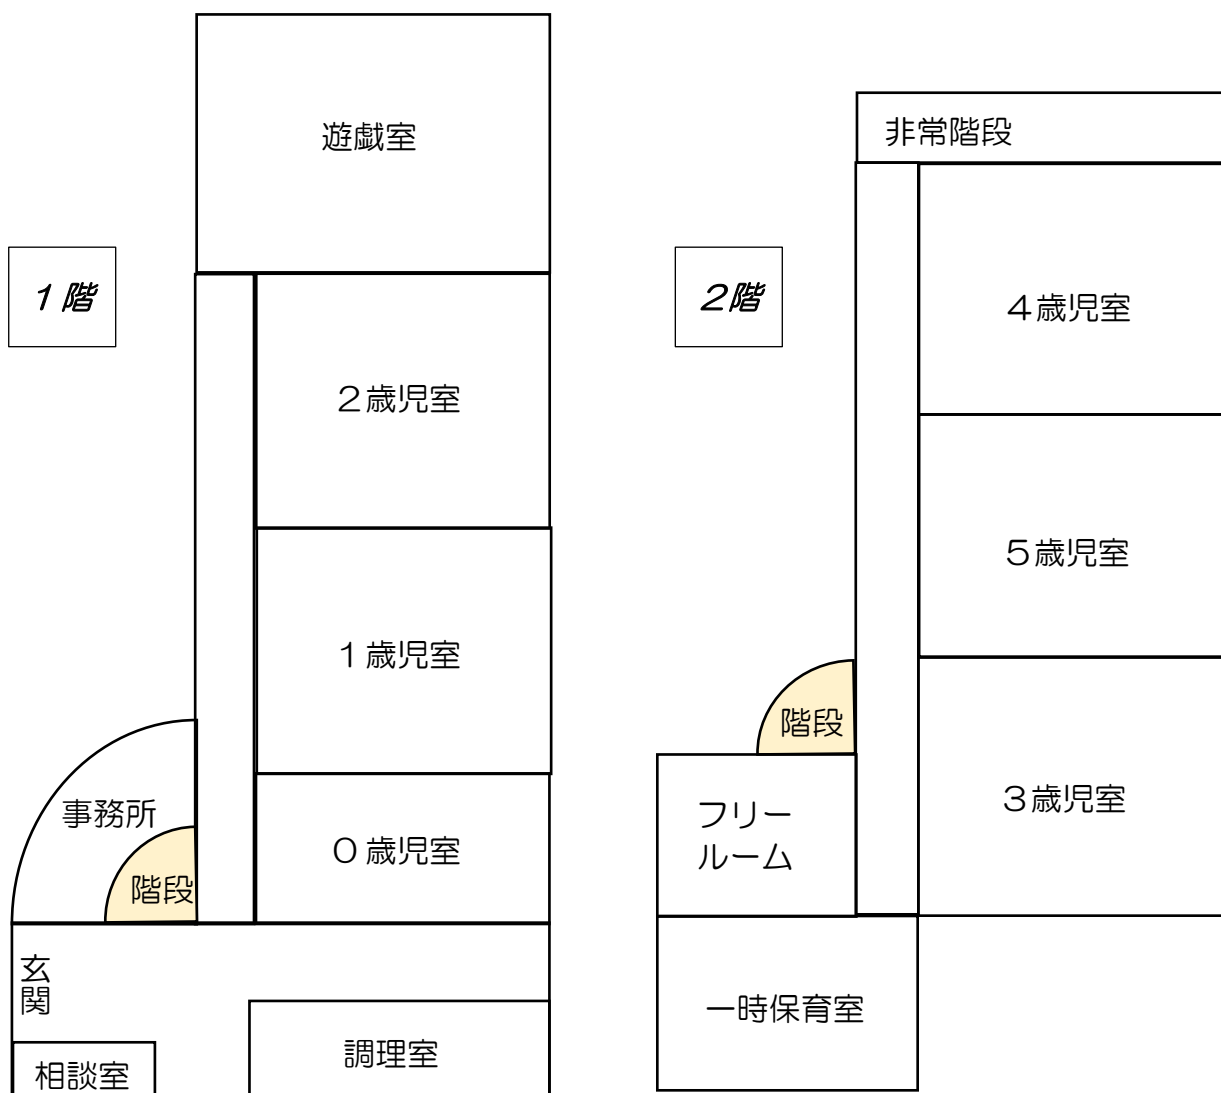 遊戯室
1階
2歳児室
1歳児室
事務所
0歳児室
階段
玄
関
調理室
相談室
非常階段
2階
4歳児室
5歳児室
階段
フリー
ルーム
3歳児室
一時保育室